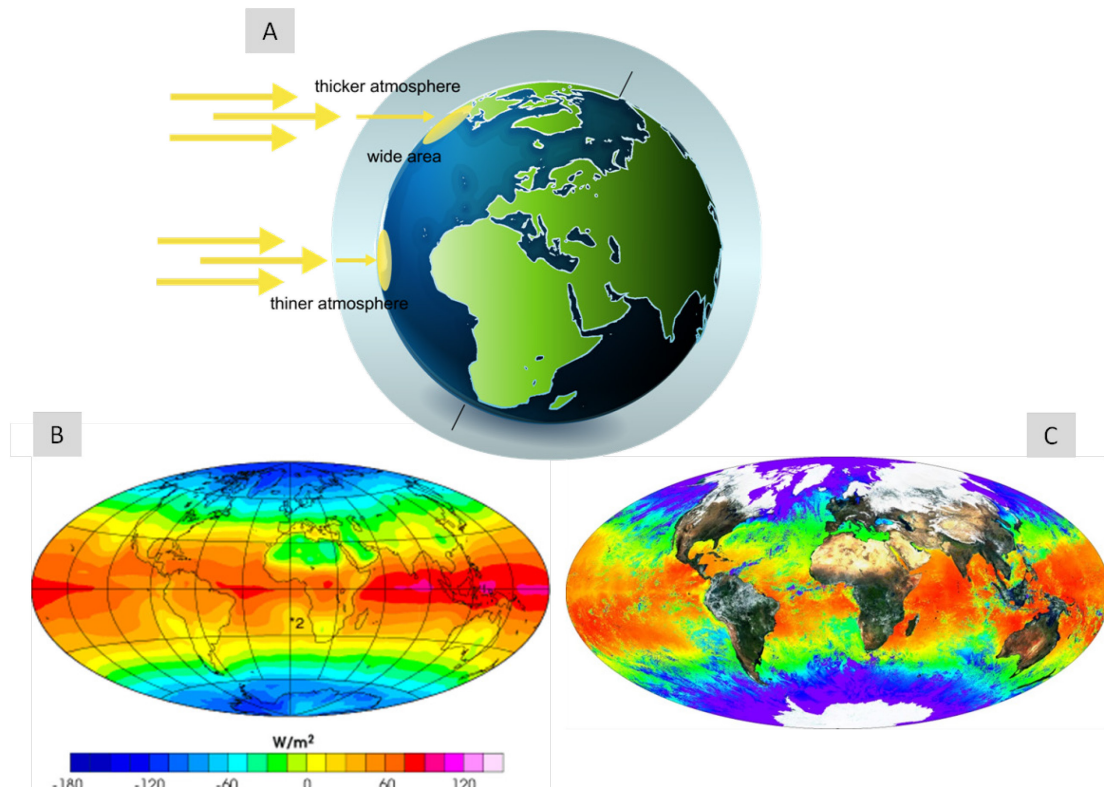 A
thicker atmosphere
wide area
thiner atmosphere
B
C
*2
W/m²
-180 -120 -60 0 60 120